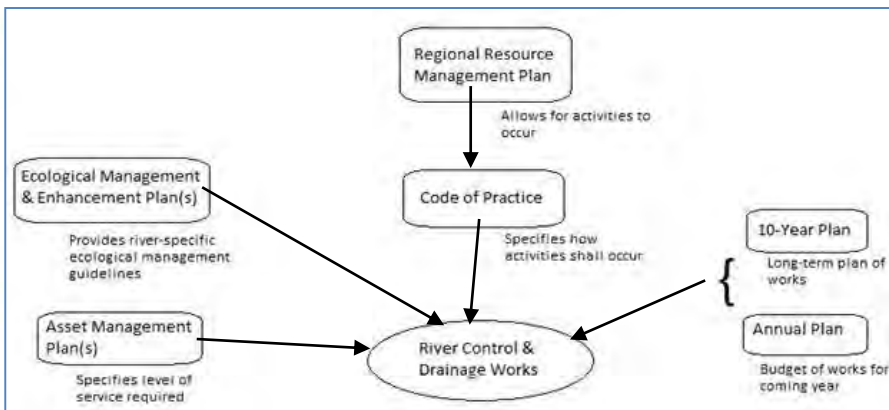 Regional Resource
Management Plan
Allows for activities to
occur
Ecological Management
& Enhancement Plan(s)
Provides river-specific
ecological management
guidelines
Code of Practice
Specifies how
activities shall occur
10-Year Plan
Long-term plan of
works
{
Asset Management
Plan(s)
Specifies level of
service required
River Control &
Drainage Works
Annual Plan
Budget of works for
coming year